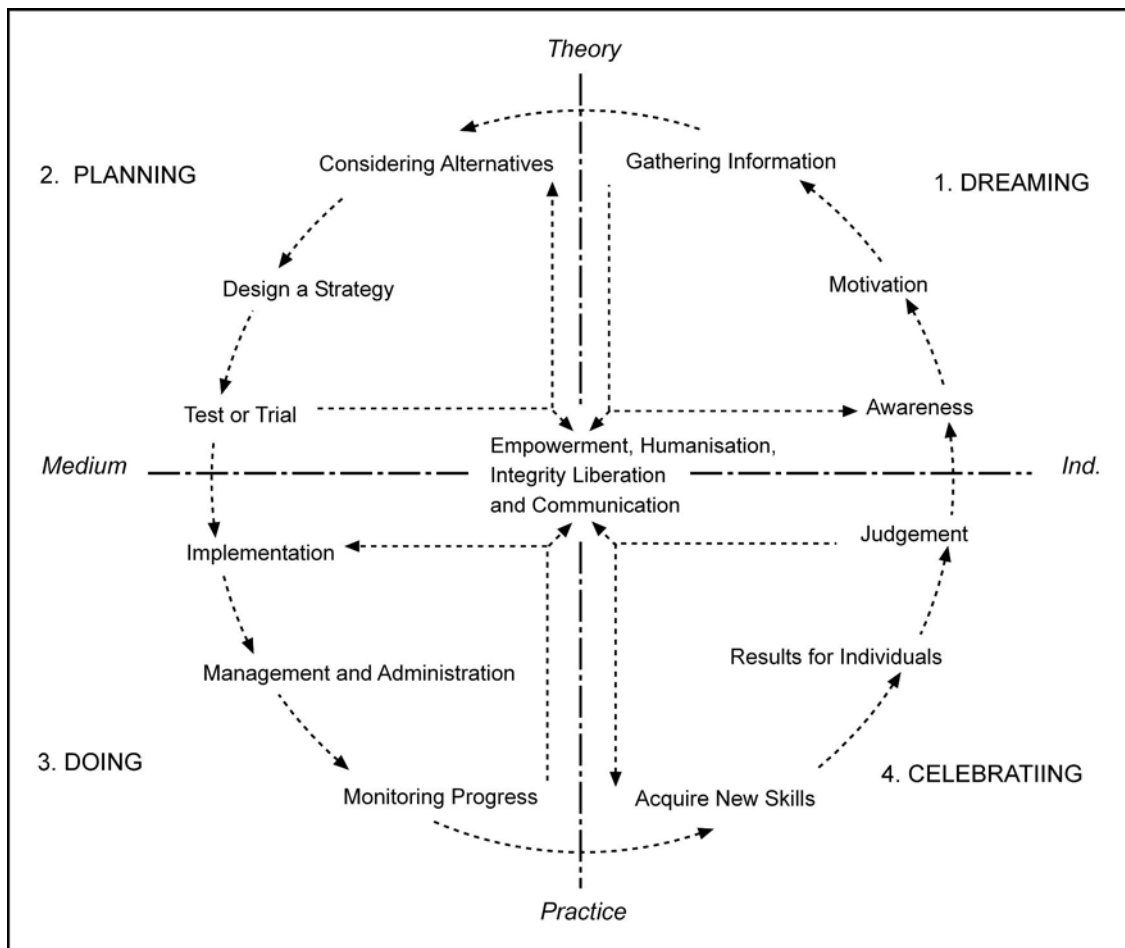 Theory
2. PLANNING
Considering Alternatives
Gathering Information
1. DREAMING
Design a Strategy
Motivation
Test or Trial
Awareness
Medium
Empowerment, Humanisation,
Integrity Liberation
and Communication
Ind.
Implementation
Judgement
Management and Administration
Results for Individuals
3. DOING
Monitoring Progress
Acquire New Skills
4. CELEBRATIING
Practice